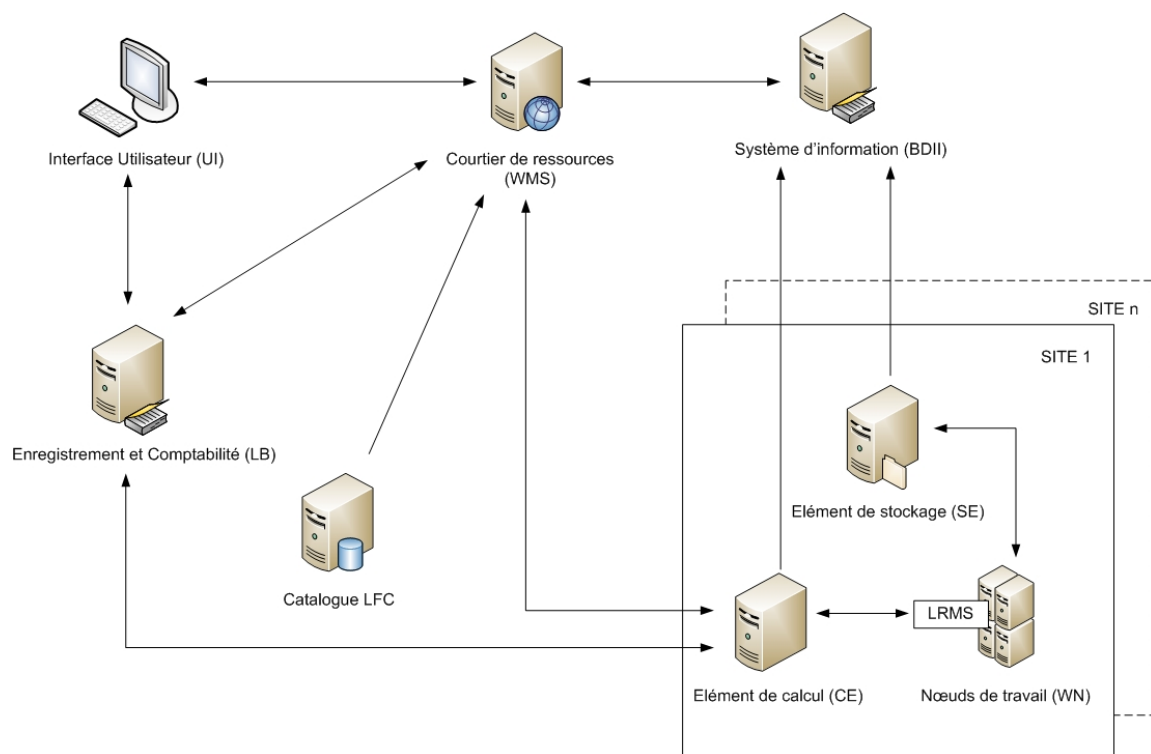 Interface Utilisateur (UI)
Courtier de ressources
(WMS)
Système d'information (BDII)
SITE n
SITE 1
Enregistrement et Comptabilité (LB)
Elément de stockage (SE)
Catalogue LFC
LRMS
Elément de calcul (CE)
Nœuds de travail (WN)